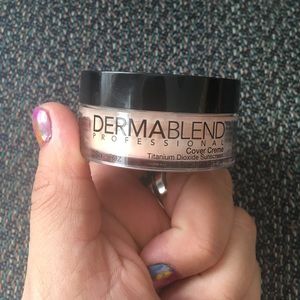 DERMABLEND
PROFESSIONAL
Cover Creme
Titanium Dioxide Sunscreen